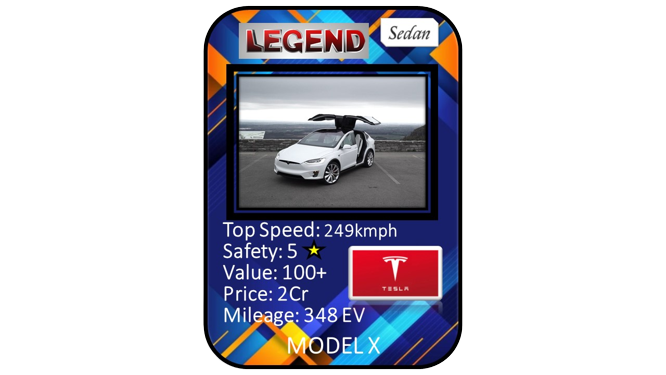 LEGEND
Sedan
Top Speed: 249kmph
Safety: 5
Value: 100+
Price: 2Cr
TESLA
Mileage: 348 EV
MODEL X